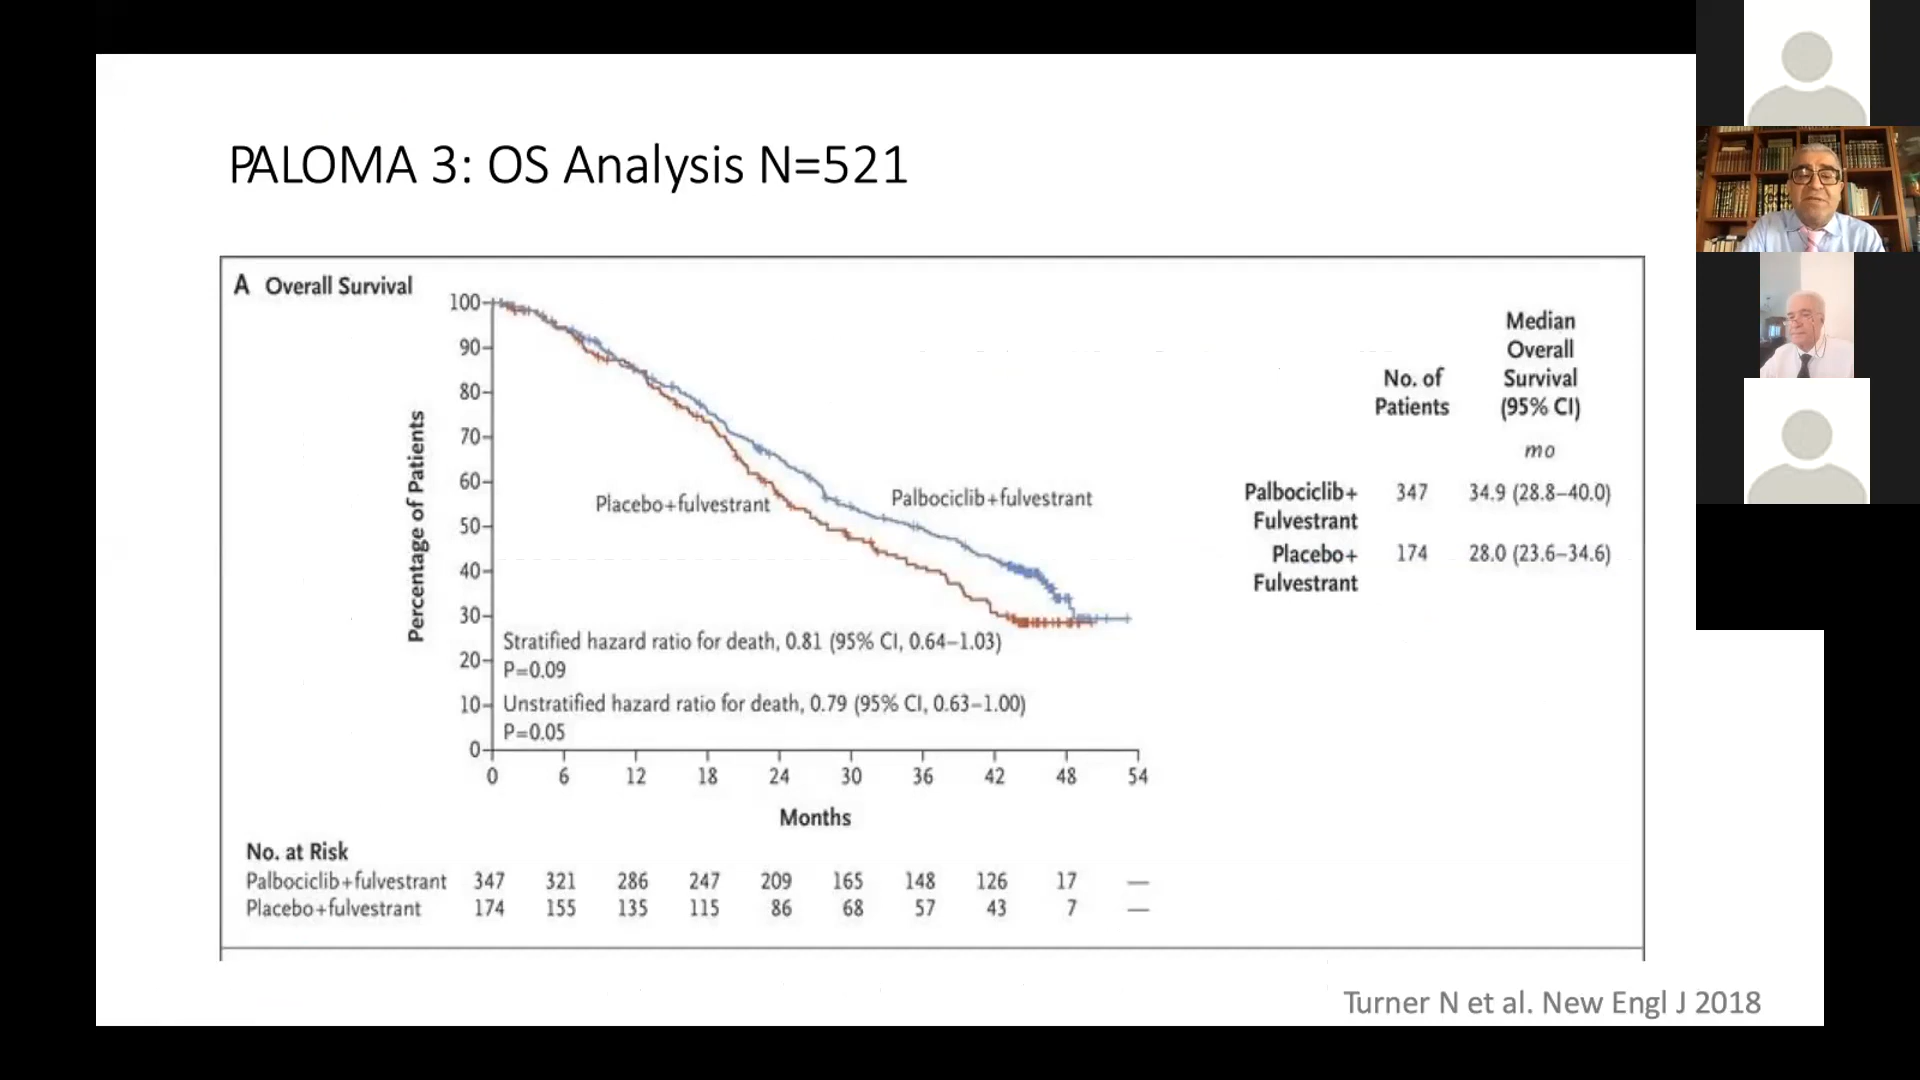 PALOMA 3: OS Analysis N=521
A Overall Survival
100
90
80
70
60
50
40
30
20
10
0
Percentage of Patients
Placebo+fulvestrant
Palbociclib+fulvestrant
Stratified hazard ratio for death, 0.81 (95% CI, 0.64–1.03)
P=0.09
Unstratified hazard ratio for death, 0.79 (95% CI, 0.63–1.00)
P=0.05
0 6 12 18 24 30 36 42 48 54
Months
No. of
Patients
Median
Overall
Survival
(95% CI)
mo
Palbociclib+
Fulvestrant
347 34.9 (28.8–40.0)
Placebo+
Fulvestrant
174 28.0 (23.6–34.6)
No. at Risk
Palbociclib+fulvestrant 347 321 286 247 209 165 148 126 17 —
Placebo+fulvestrant 174 155 135 115 86 68 57 43 7 —
Turner N et al. New Engl J 2018